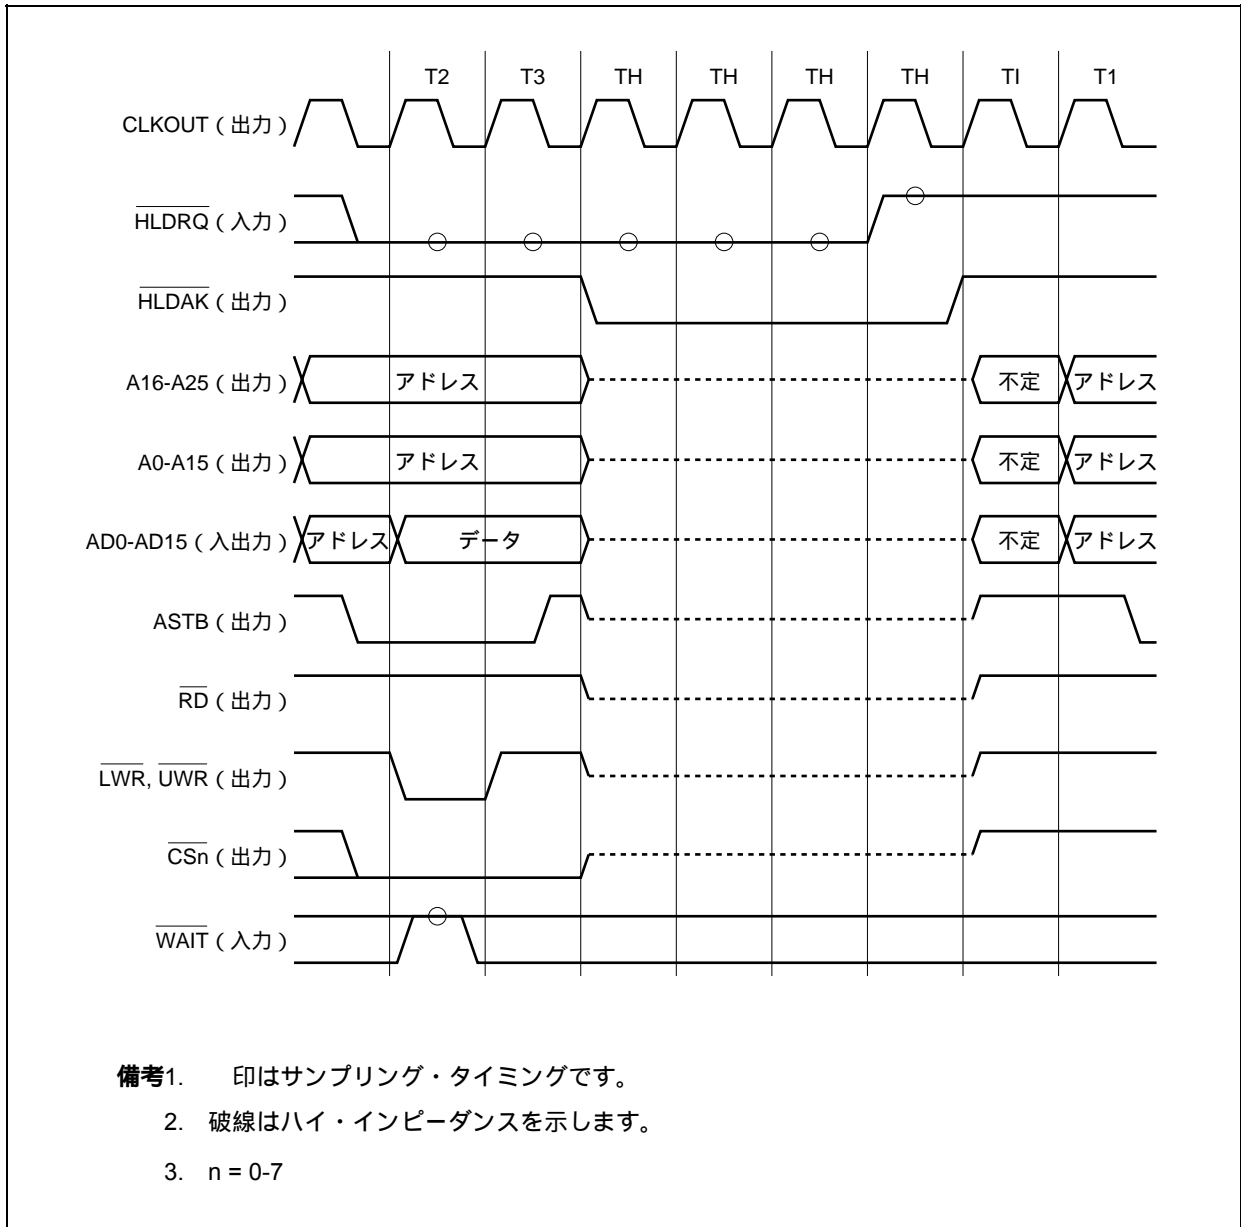 T2 T3 TH TH TH TH TI T1
CLKOUT（出力）
HLDRQ（入力）
HLDAK（出力）
A16-A25（出力） アドレス 不定 アドレス
A0-A15（出力） アドレス 不定 アドレス
AD0-AD15（入出力） アドレス データ 不定 アドレス
ASTB（出力）
RD（出力）
LWR, UWR（出力）
CSn（出力）
WAIT（入力）
備考1. 印はサンプリング・タイミングです。
2. 破線はハイ・インピーダンスを示します。
3. n = 0-7